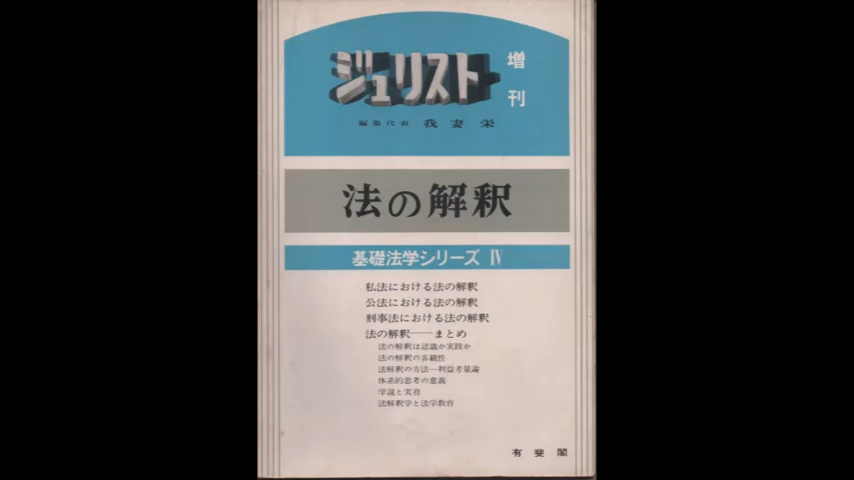 ジュリスト
増刊
編集代表 我妻栄
法の解釈
基礎法学シリーズ Ⅳ
私法における法の解釈
公法における法の解釈
刑事法における法の解釈
法の解釈――まとめ
法の解釈は認識か実践か
法の解釈の客観性
法解釈の方法―利益考量論
体系的思考の意義
学説と実務
法解釈学と法学教育
有斐閣